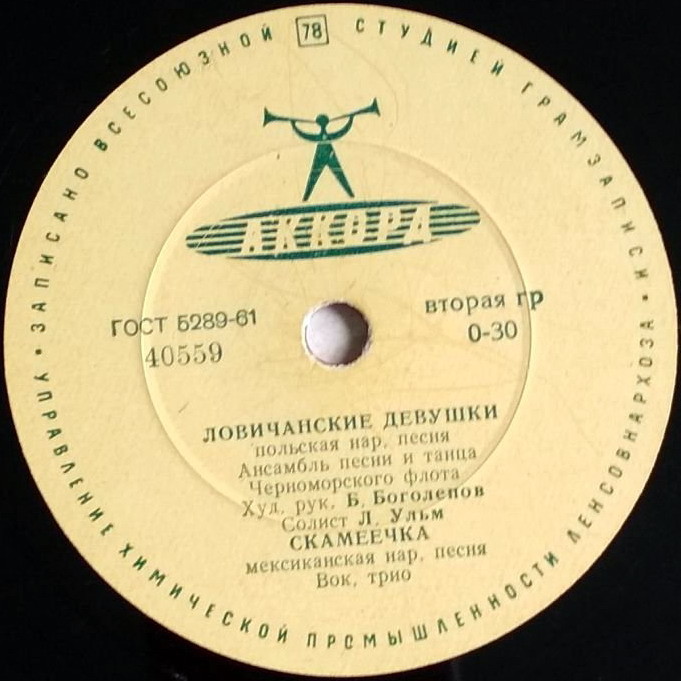 УПРАВЛЕНИЕ ХИМИЧЕСКОЙ ПРОМЫШЛЕННОСТИ ЛЕНСОВНАРХОЗА • ЗАПИСАНО ВСЕСОЮЗНОЙ 78 СТУДИЕЙ ГРАМЗАПИСИ •
АККОРД
ГОСТ 5289-61
40559
вторая гр
0-30
ЛОВИЧАНСКИЕ ДЕВУШКИ
польская нар. песня
Ансамбль песни и танца
Черноморского флота
Худ. рук. Б. Боголепов
Солист Л. Ульм
СКАМЕЕЧКА
мексиканская нар. песня
Вок. трио